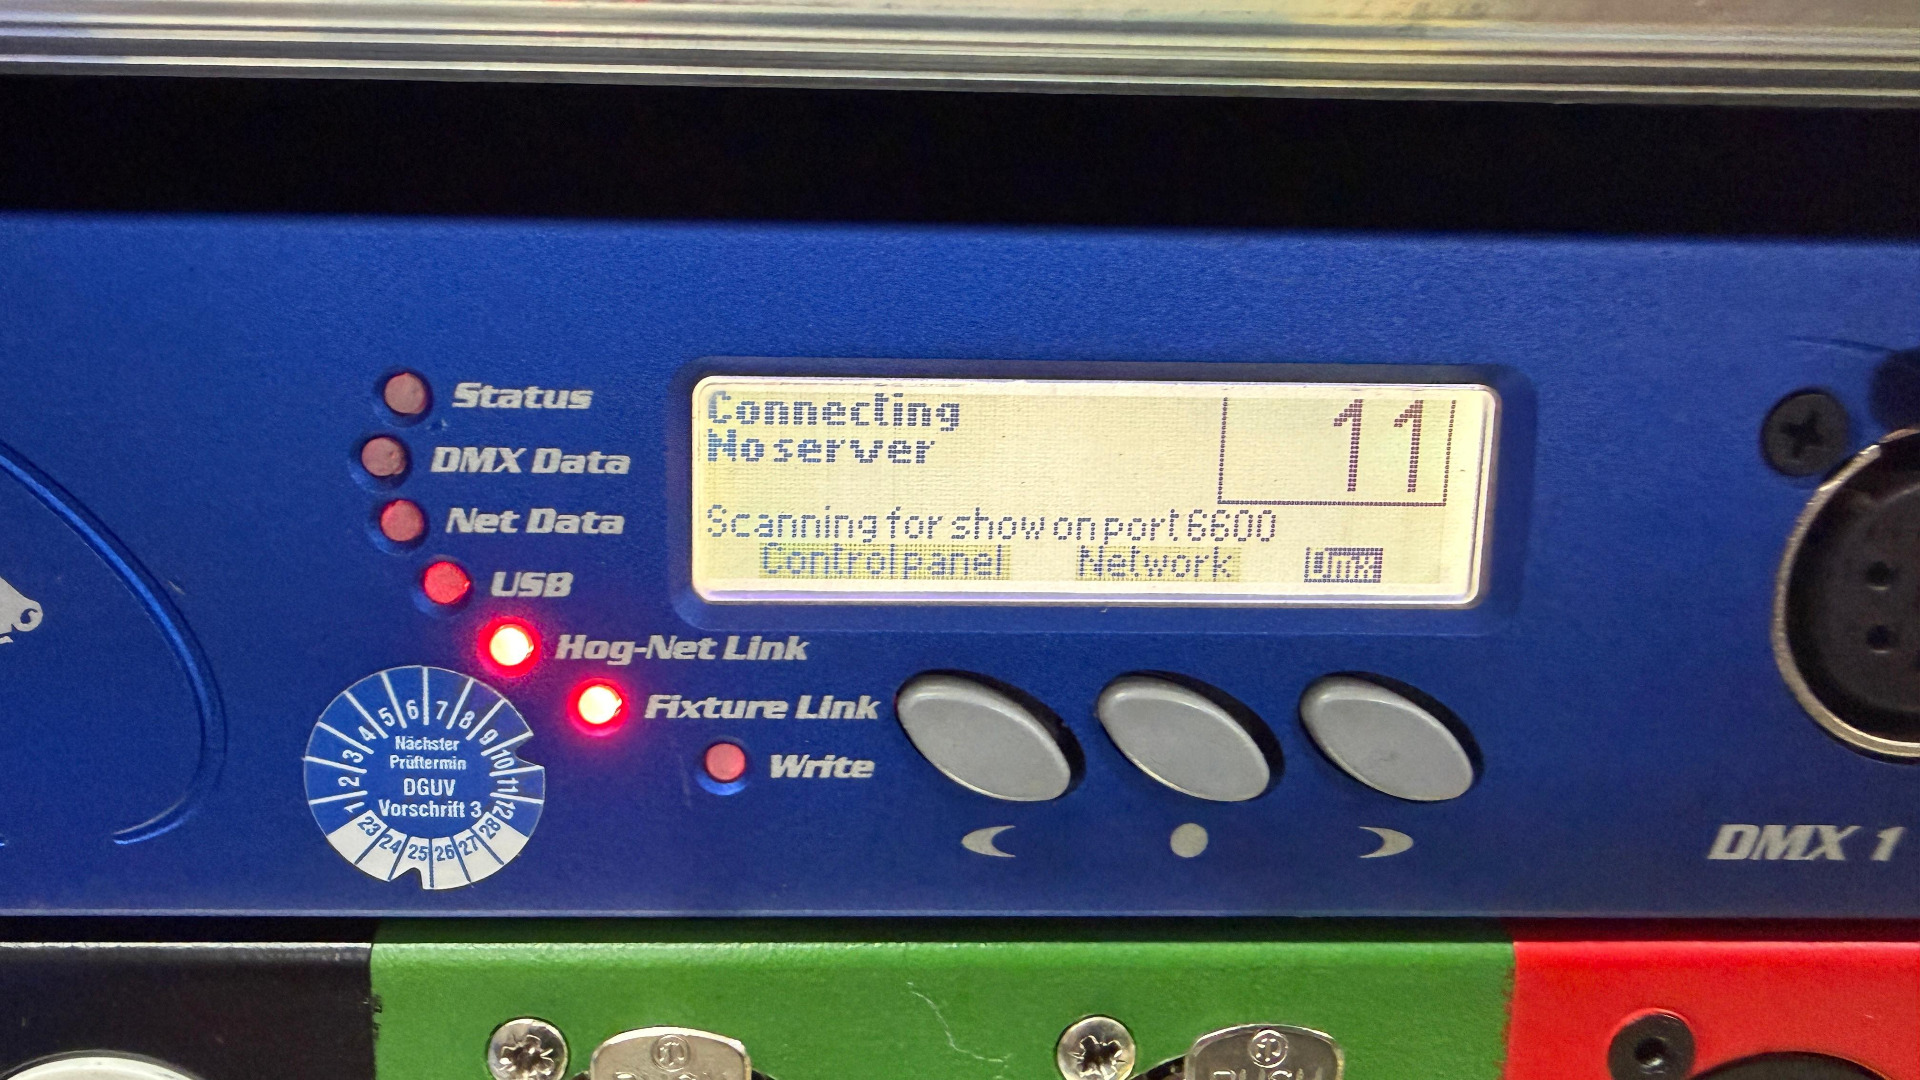 Status
DMX Data
Net Data
USB
Hog-Net Link
Fixture Link
Write
Connecting
No server
11
Scanning for show on port 6600
Control panel Network DMX
DMX 1
1 2 3 4 5 6 7 8 9 10 11 12
Nächster
Prüftermin
DGUV
Vorschrift 3
23 24 25 26 27 28